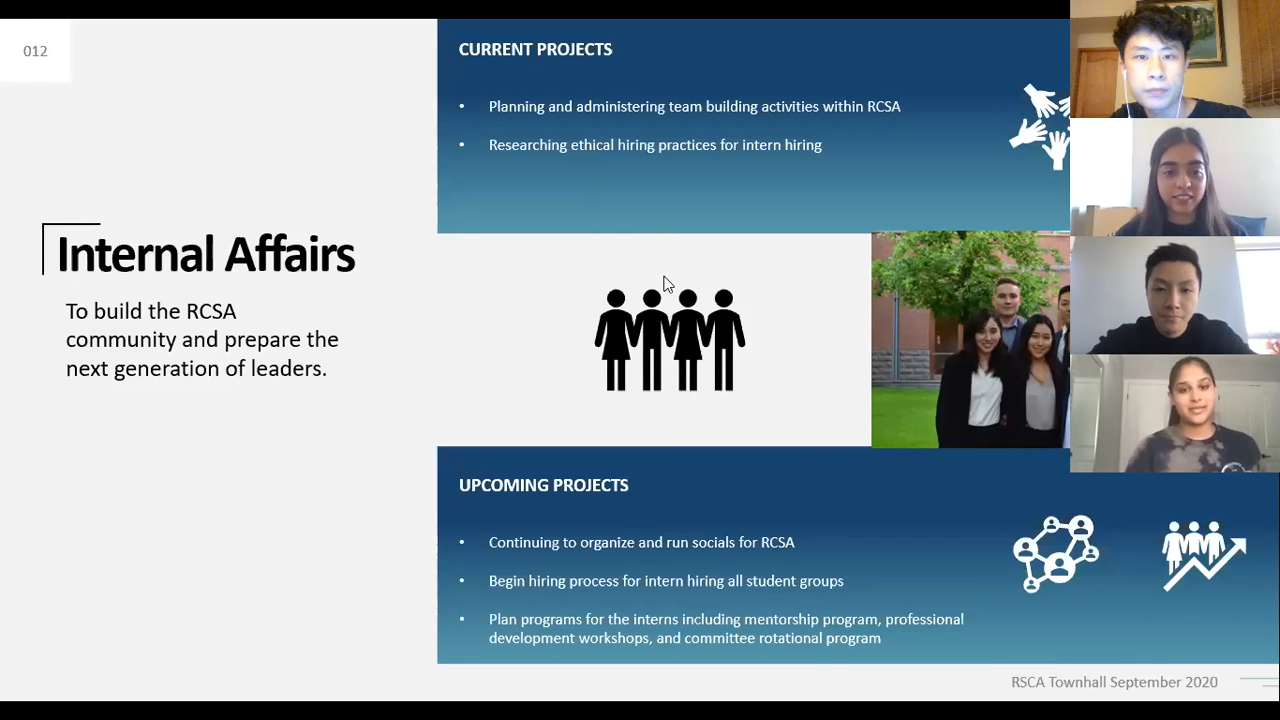 012
CURRENT PROJECTS
• Planning and administering team building activities within RCSA
• Researching ethical hiring practices for intern hiring
Internal Affairs
To build the RCSA
community and prepare the
next generation of leaders.
UPCOMING PROJECTS
• Continuing to organize and run socials for RCSA
• Begin hiring process for intern hiring all student groups
• Plan programs for the interns including mentorship program, professional
development workshops, and committee rotational program
RSCA Townhall September 2020